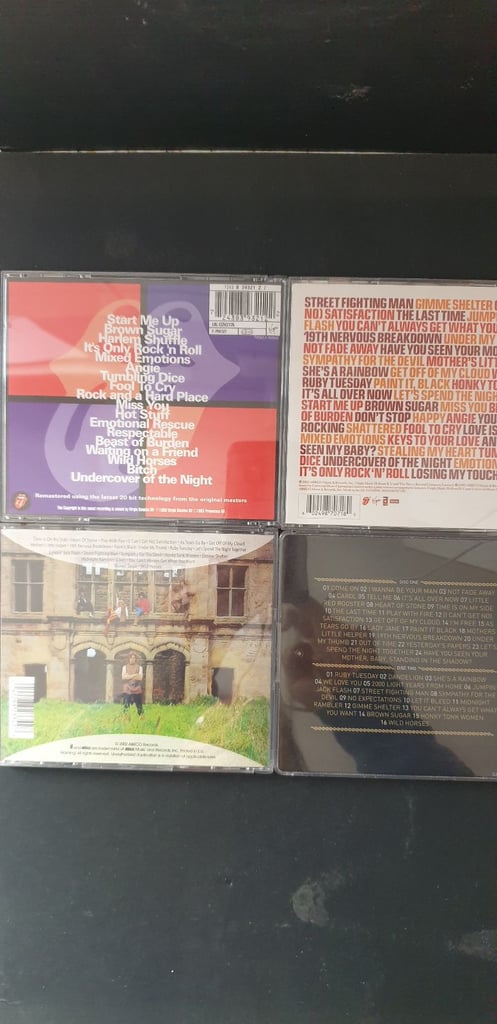 Start Me Up
Brown Sugar
Harlem Shuffle
It's Only Rock 'n Roll
Mixed Emotions
Angie
Tumbling Dice
Fool To Cry
Rock and a Hard Place
Miss You
Hot Stuff
Emotional Rescue
Respectable
Beast of Burden
Waiting on a Friend
Wild Horses
Bitch
Undercover of the Night
Remastered using the latest 20 bit technology from the original masters
STREET FIGHTING MAN GIMME SHELTER
NO) SATISFACTION THE LAST TIME JUMP
FLASH YOU CAN'T ALWAYS GET WHAT YO
19TH NERVOUS BREAKDOWN UNDER MY
NOT FADE AWAY HAVE YOU SEEN YOUR M
SYMPATHY FOR THE DEVIL MOTHER'S LIT
SHE'S A RAINBOW GET OFF OF MY CLOUD
RUBY TUESDAY PAINT IT, BLACK HONKY T
IT'S ALL OVER NOW LET'S SPEND THE NIG
START ME UP BROWN SUGAR MISS YOU B
OF BURDEN DON'T STOP HAPPY ANGIE YO
ROCKING SHATTERED FOOL TO CRY LOVE IS
MIXED EMOTIONS KEYS TO YOUR LOVE AN
SEEN MY BABY? STEALING MY HEART TUM
DICE UNDERCOVER OF THE NIGHT EMOTION
IT'S ONLY ROCK'N' ROLL LOSING MY TOUCH
© 2002 ABKCO Records
DISC ONE
01 COME ON 02 I WANNA BE YOUR MAN 03 NOT FADE AWAY
04 CAROL 05 TELL ME 06 IT'S ALL OVER NOW 07 LITTLE
RED ROOSTER 08 HEART OF STONE 09 TIME IS ON MY SIDE
10 THE LAST TIME 11 PLAY WITH FIRE 12 (I CAN'T GET NO)
SATISFACTION 13 GET OFF OF MY CLOUD 14 I'M FREE 15 AS
TEARS GO BY 16 LADY JANE 17 PAINT IT BLACK 18 MOTHER'S
LITTLE HELPER 19 19TH NERVOUS BREAKDOWN 20 UNDER
MY THUMB 21 OUT OF TIME 22 YESTERDAY'S PAPERS 23 LET'S
SPEND THE NIGHT TOGETHER 24 HAVE YOU SEEN YOUR
MOTHER, BABY, STANDING IN THE SHADOW?
DISC TWO
01 RUBY TUESDAY 02 DANDELION 03 SHE'S A RAINBOW
04 WE LOVE YOU 05 2000 LIGHT YEARS FROM HOME 06 JUMPIN'
JACK FLASH 07 STREET FIGHTING MAN 08 SYMPATHY FOR THE
DEVIL 09 NO EXPECTATIONS 10 LET IT BLEED 11 MIDNIGHT
RAMBLER 12 GIMME SHELTER 13 YOU CAN'T ALWAYS GET WHAT
YOU WANT 14 BROWN SUGAR 15 HONKY TONK WOMEN
16 WILD HORSES